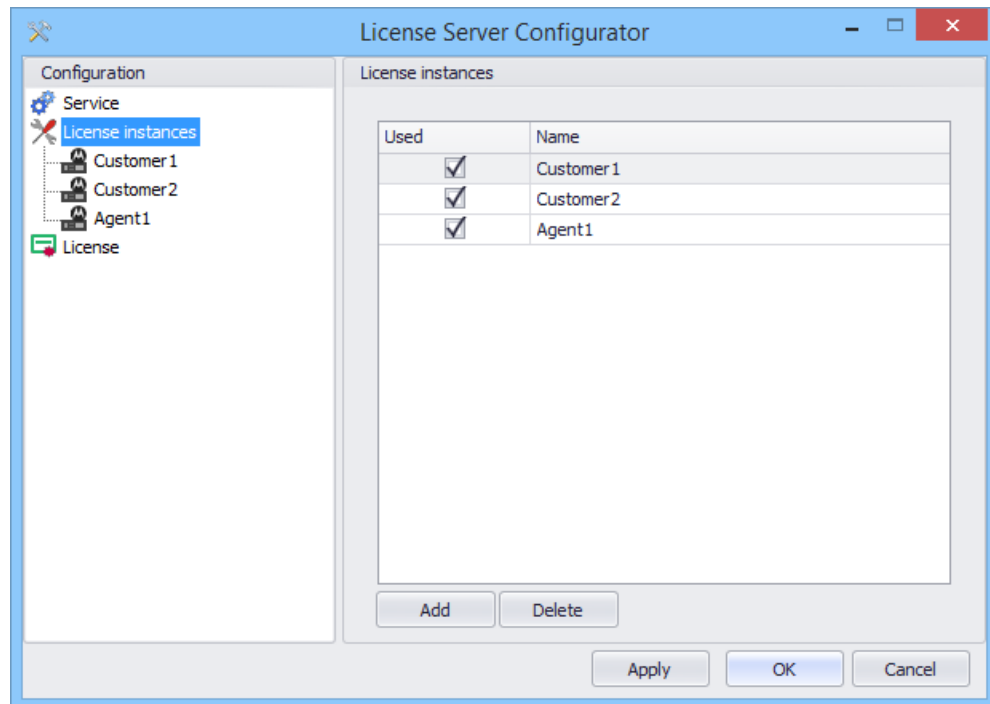 License Server Configurator
Configuration
Service
License instances
Customer1
Customer2
Agent1
License
License instances
Used Name
Customer1
Customer2
Agent1
Add Delete
Apply OK Cancel